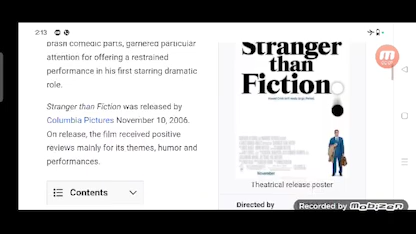 2:13
brash comedic parts, garnered particular
attention for offering a restrained
performance in his first starring dramatic
role.
Stranger than Fiction was released by
Columbia Pictures November 10, 2006.
On release, the film received positive
reviews mainly for its themes, humor and
performances.
Contents
Stranger
than
Fiction
Theatrical release poster
Directed by
Recorded by mobizen